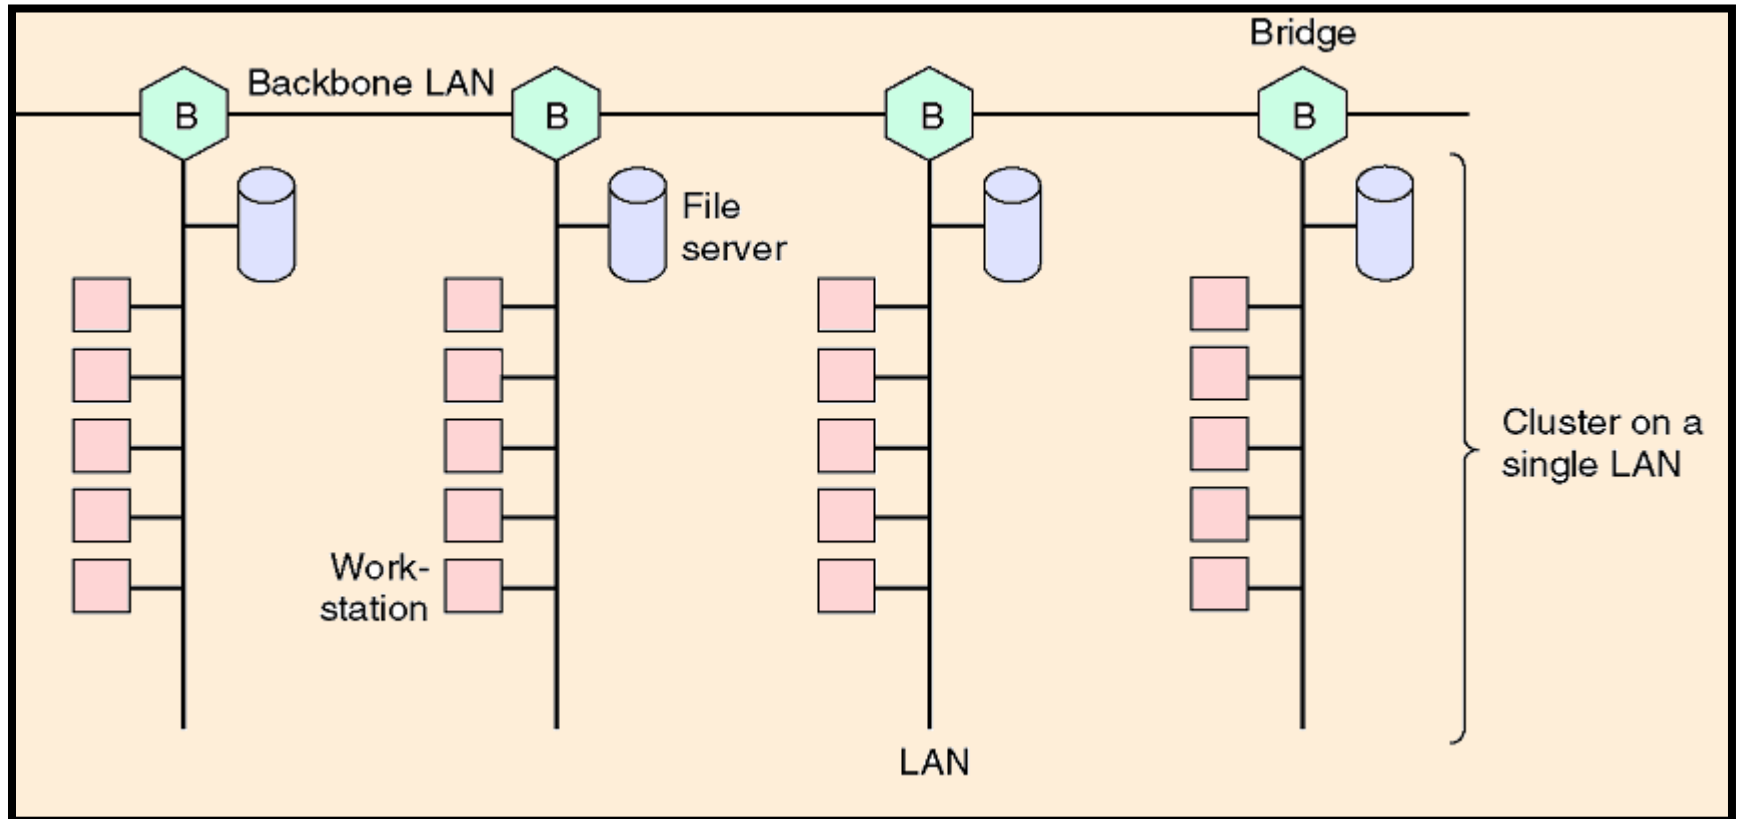 Bridge
Backbone LAN
B
B
B
B
File
server
Cluster on a
single LAN
Work-
station
LAN